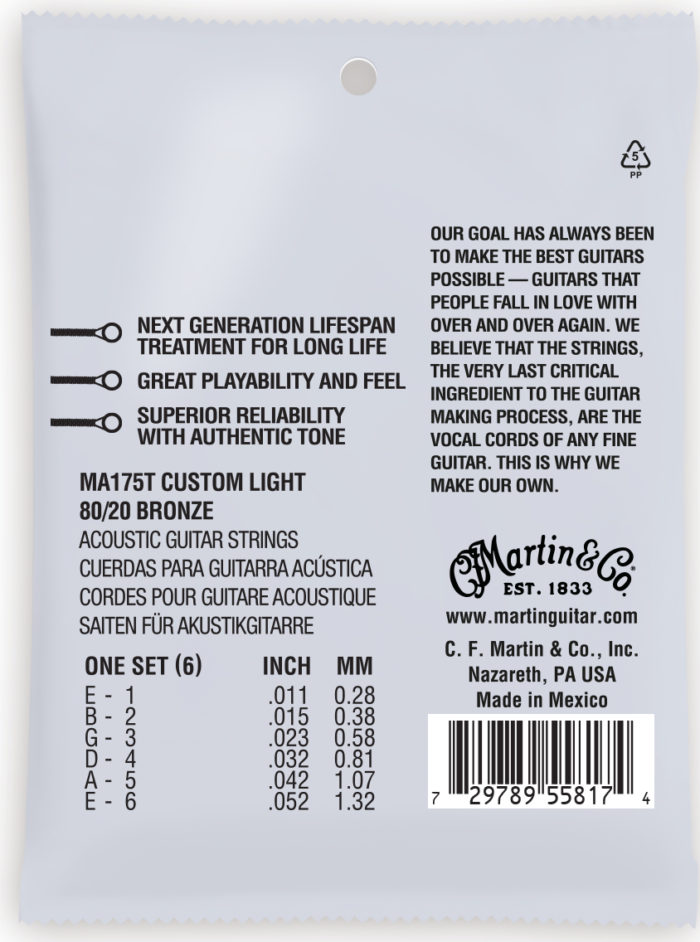 5
PP
OUR GOAL HAS ALWAYS BEEN
TO MAKE THE BEST GUITARS
POSSIBLE — GUITARS THAT
PEOPLE FALL IN LOVE WITH
OVER AND OVER AGAIN. WE
BELIEVE THAT THE STRINGS,
THE VERY LAST CRITICAL
INGREDIENT TO THE GUITAR
MAKING PROCESS, ARE THE
VOCAL CORDS OF ANY FINE
GUITAR. THIS IS WHY WE
MAKE OUR OWN.
NEXT GENERATION LIFESPAN
TREATMENT FOR LONG LIFE
GREAT PLAYABILITY AND FEEL
SUPERIOR RELIABILITY
WITH AUTHENTIC TONE
MA175T CUSTOM LIGHT
80/20 BRONZE
ACOUSTIC GUITAR STRINGS
CUERDAS PARA GUITARRA ACÚSTICA
CORDES POUR GUITARE ACOUSTIQUE
SAITEN FÜR AKUSTIKGITARRE
ONE SET (6) INCH MM
E - 1 .011 0.28
B - 2 .015 0.38
G - 3 .023 0.58
D - 4 .032 0.81
A - 5 .042 1.07
E - 6 .052 1.32
CF Martin & Co.®
EST. 1833
www.martinguitar.com
C. F. Martin & Co., Inc.
Nazareth, PA USA
Made in Mexico
7 29789 55817 4